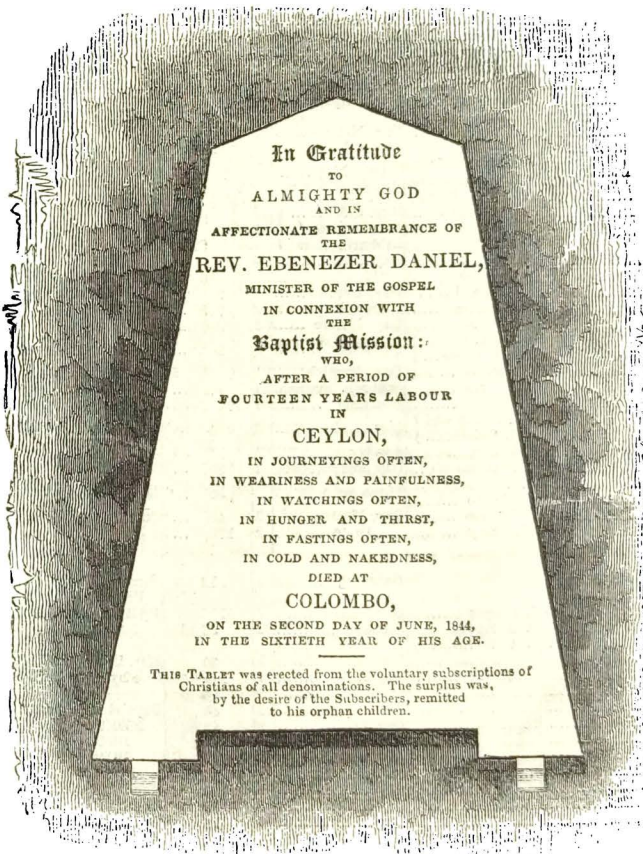 In Gratitude
TO
ALMIGHTY GOD
AND IN
AFFECTIONATE REMEMBRANCE OF
THE
REV. EBENEZER DANIEL,
MINISTER OF THE GOSPEL
IN CONNEXION WITH
THE
Baptist Mission:
WHO,
AFTER A PERIOD OF
FOURTEEN YEARS LABOUR
IN
CEYLON,
IN JOURNEYINGS OFTEN,
IN WEARINESS AND PAINFULNESS,
IN WATCHINGS OFTEN,
IN HUNGER AND THIRST,
IN FASTINGS OFTEN,
IN COLD AND NAKEDNESS,
DIED AT
COLOMBO,
ON THE SECOND DAY OF JUNE, 1844,
IN THE SIXTIETH YEAR OF HIS AGE.
THIS TABLET was erected from the voluntary subscriptions of
Christians of all denominations. The surplus was,
by the desire of the Subscribers, remitted
to his orphan children.